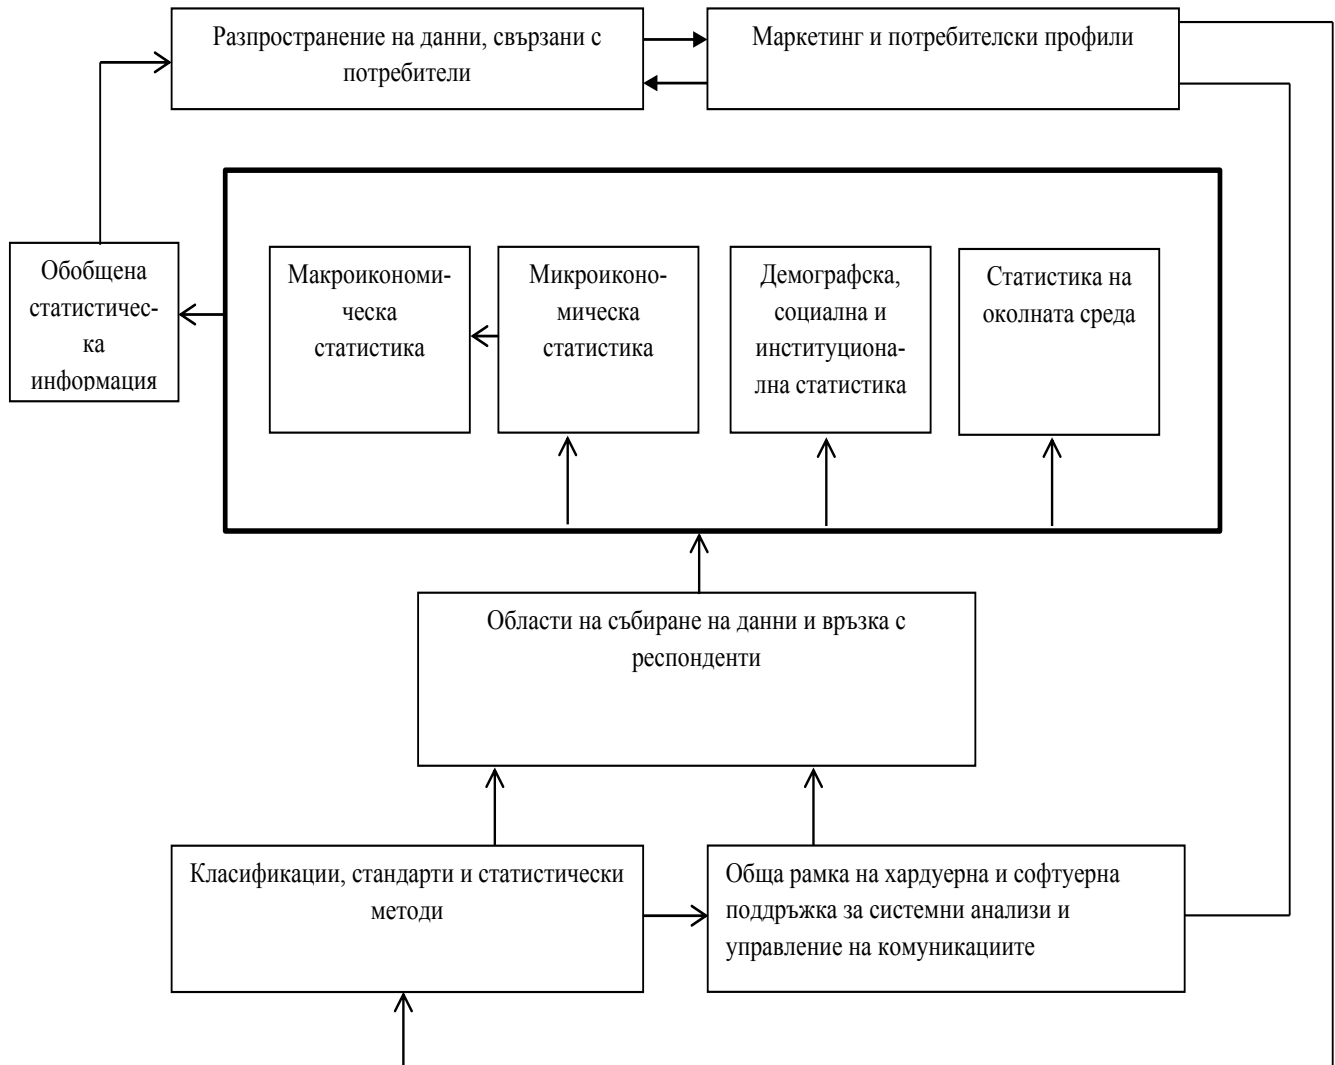 Разпространение на данни, свързани с
потребители
Маркетинг и потребителски профили
Обобщена
статистичес-
ка
информация
Макроикономи-
ческа
статистика
Микроиконо-
мическа
статистика
Демографска,
социална и
институциона-
лна статистика
Статистика на
околната среда
Области на събиране на данни и връзка с
респонденти
Класификации, стандарти и статистически
методи
Обща рамка на хардуерна и софтуерна
поддръжка за системни анализи и
управление на комуникациите